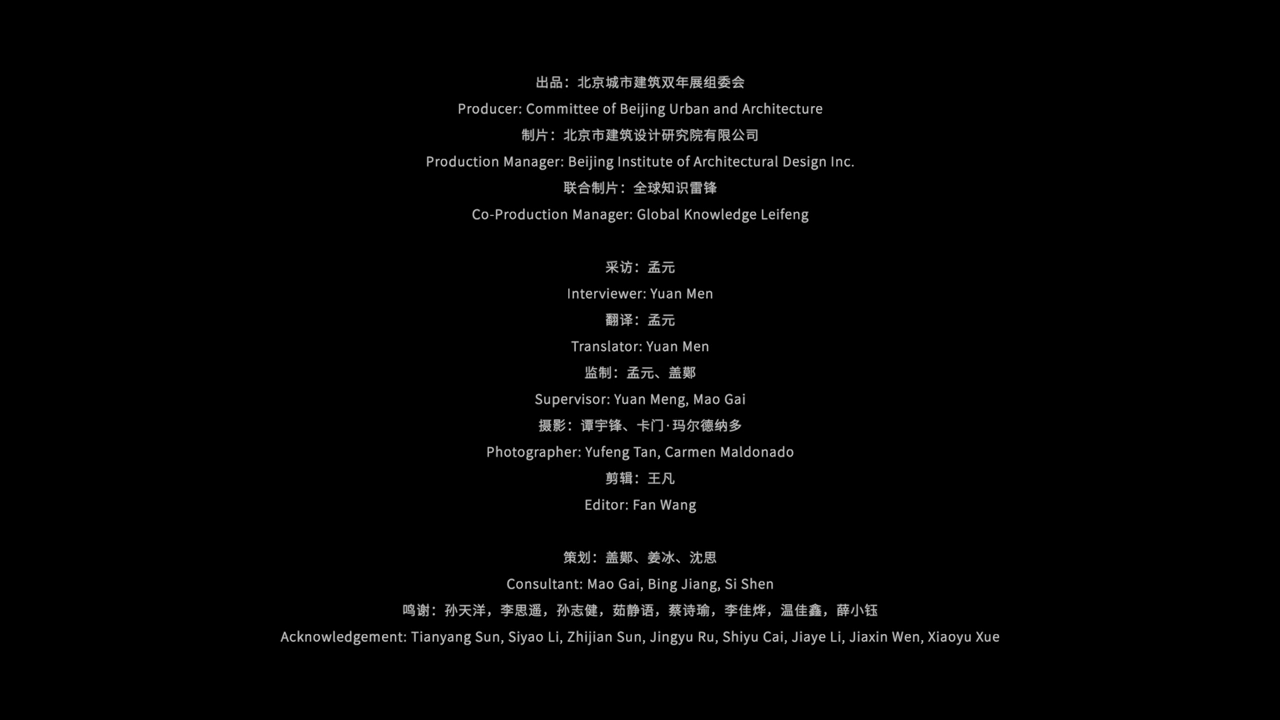 出品：北京城市建筑双年展组委会
Producer: Committee of Beijing Urban and Architecture
制片：北京市建筑设计研究院有限公司
Production Manager: Beijing Institute of Architectural Design Inc.
联合制片：全球知识雷锋
Co-Production Manager: Global Knowledge Leifeng
采访：孟元
Interviewer: Yuan Men
翻译：孟元
Translator: Yuan Men
监制：孟元、盖鄚
Supervisor: Yuan Meng, Mao Gai
摄影：谭宇锋、卡门·玛尔德纳多
Photographer: Yufeng Tan, Carmen Maldonado
剪辑：王凡
Editor: Fan Wang
策划：盖鄚、姜冰、沈思
Consultant: Mao Gai, Bing Jiang, Si Shen
鸣谢：孙天洋，李思遥，孙志健，茹静语，蔡诗瑜，李佳烨，温佳鑫，薛小钰
Acknowledgement: Tianyang Sun, Siyao Li, Zhijian Sun, Jingyu Ru, Shiyu Cai, Jiaye Li, Jiaxin Wen, Xiaoyu Xue